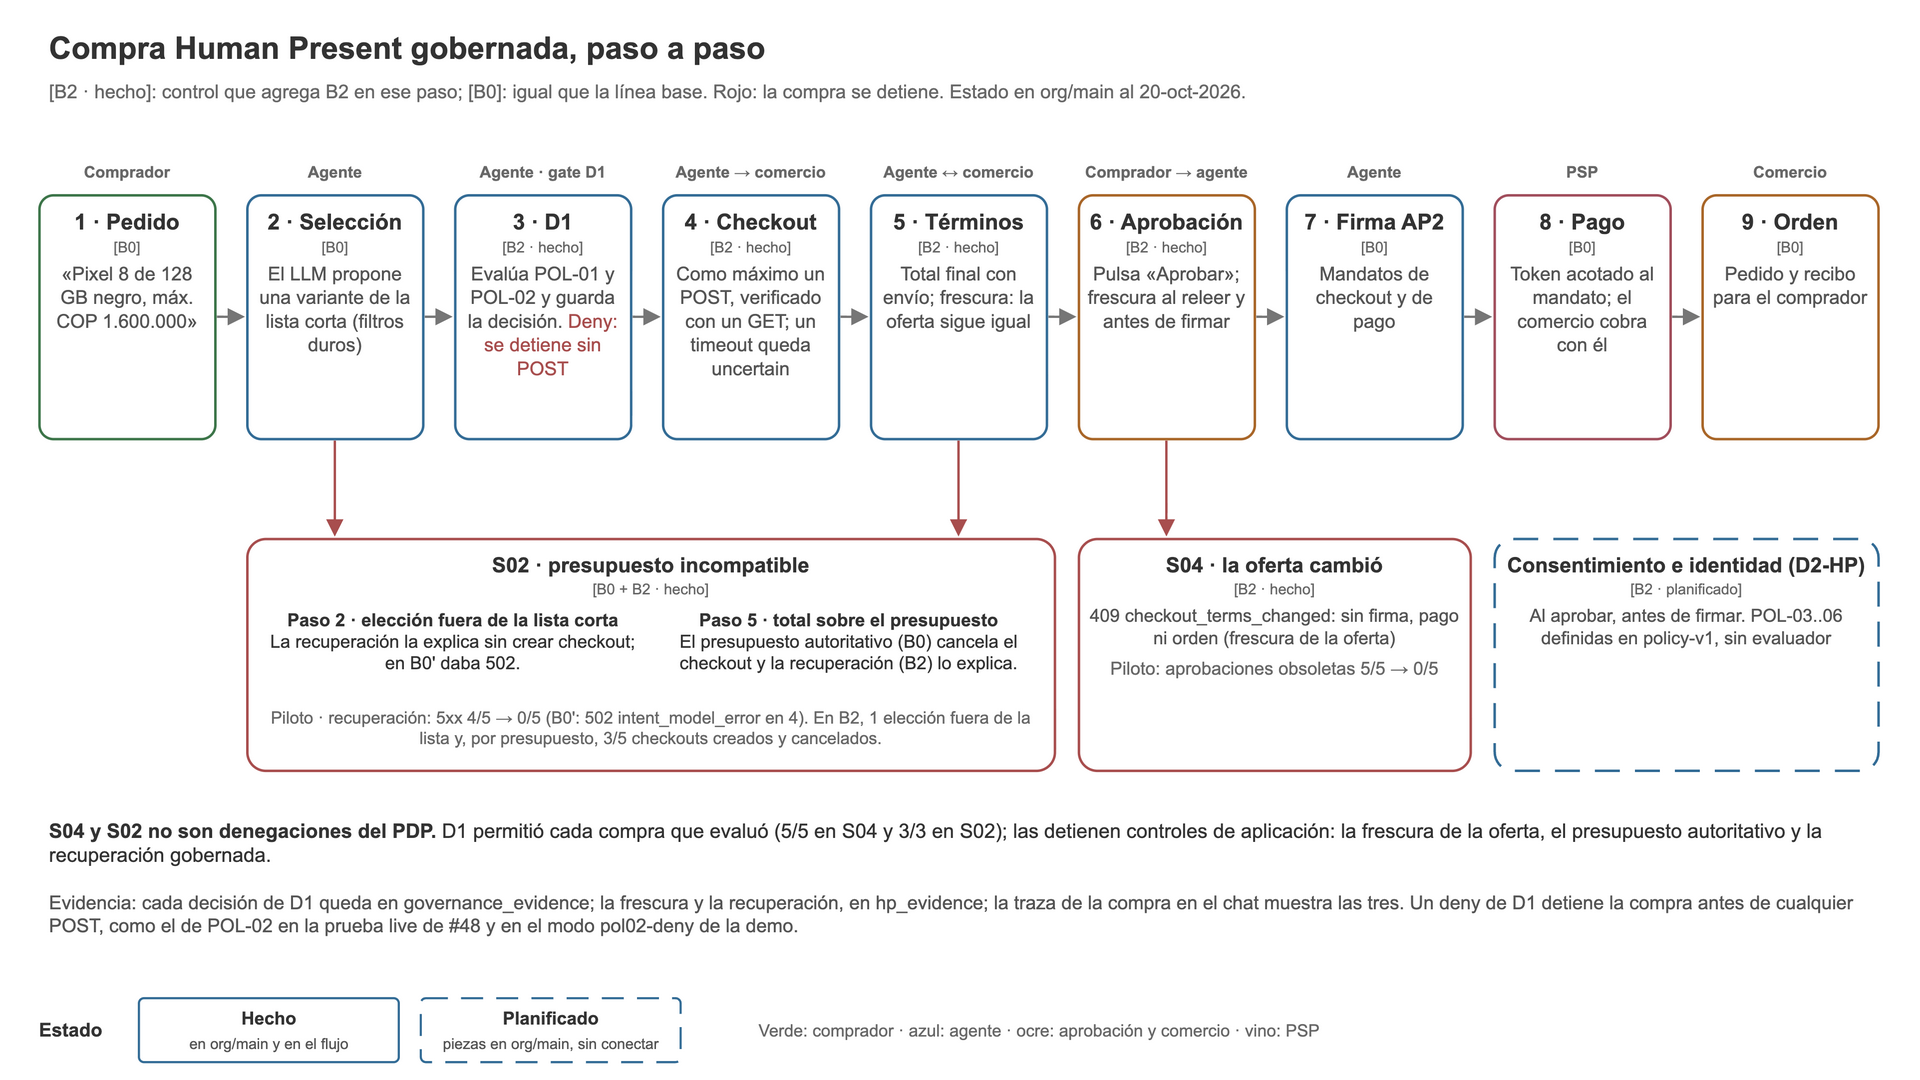 Compra Human Present gobernada, paso a paso
[B2 · hecho]: control que agrega B2 en ese paso; [B0]: igual que la línea base. Rojo: la compra se detiene. Estado en org/main al 20-oct-2026.
Comprador
1 · Pedido
[B0]
«Pixel 8 de 128
GB negro, máx.
COP 1.600.000»
Agente
2 · Selección
[B0]
El LLM propone
una variante de la
lista corta (filtros
duros)
Agente · gate D1
3 · D1
[B2 · hecho]
Evalúa POL-01 y
POL-02 y guarda
la decisión. Deny:
se detiene sin
POST
Agente → comercio
4 · Checkout
[B2 · hecho]
Como máximo un
POST, verificado
con un GET; un
timeout queda
uncertain
Agente ↔ comercio
5 · Términos
[B2 · hecho]
Total final con
envío; frescura: la
oferta sigue igual
Comprador → agente
6 · Aprobación
[B2 · hecho]
Pulsa «Aprobar»;
frescura al releer y
antes de firmar
Agente
7 · Firma AP2
[B0]
Mandatos de
checkout y de
pago
PSP
8 · Pago
[B0]
Token acotado al
mandato; el
comercio cobra
con él
Comercio
9 · Orden
[B0]
Pedido y recibo
para el comprador
S02 · presupuesto incompatible
[B0 + B2 · hecho]
Paso 2 · elección fuera de la lista corta
La recuperación la explica sin crear checkout;
en B0' daba 502.
Paso 5 · total sobre el presupuesto
El presupuesto autoritativo (B0) cancela el
checkout y la recuperación (B2) lo explica.
Piloto · recuperación: 5xx 4/5 → 0/5 (B0': 502 intent_model_error en 4). En B2, 1 elección fuera de la
lista y, por presupuesto, 3/5 checkouts creados y cancelados.
S04 · la oferta cambió
[B2 · hecho]
409 checkout_terms_changed: sin firma, pago
ni orden (frescura de la oferta)
Piloto: aprobaciones obsoletas 5/5 → 0/5
Consentimiento e identidad (D2-HP)
[B2 · planificado]
Al aprobar, antes de firmar. POL-03..06
definidas en policy-v1, sin evaluador
S04 y S02 no son denegaciones del PDP. D1 permitió cada compra que evaluó (5/5 en S04 y 3/3 en S02); las detienen controles de aplicación: la frescura de la oferta, el presupuesto autoritativo y la
recuperación gobernada.
Evidencia: cada decisión de D1 queda en governance_evidence; la frescura y la recuperación, en hp_evidence; la traza de la compra en el chat muestra las tres. Un deny de D1 detiene la compra antes de cualquier
POST, como el de POL-02 en la prueba live de #48 y en el modo pol02-deny de la demo.
Estado
Hecho
en org/main y en el flujo
Planificado
piezas en org/main, sin conectar
Verde: comprador · azul: agente · ocre: aprobación y comercio · vino: PSP